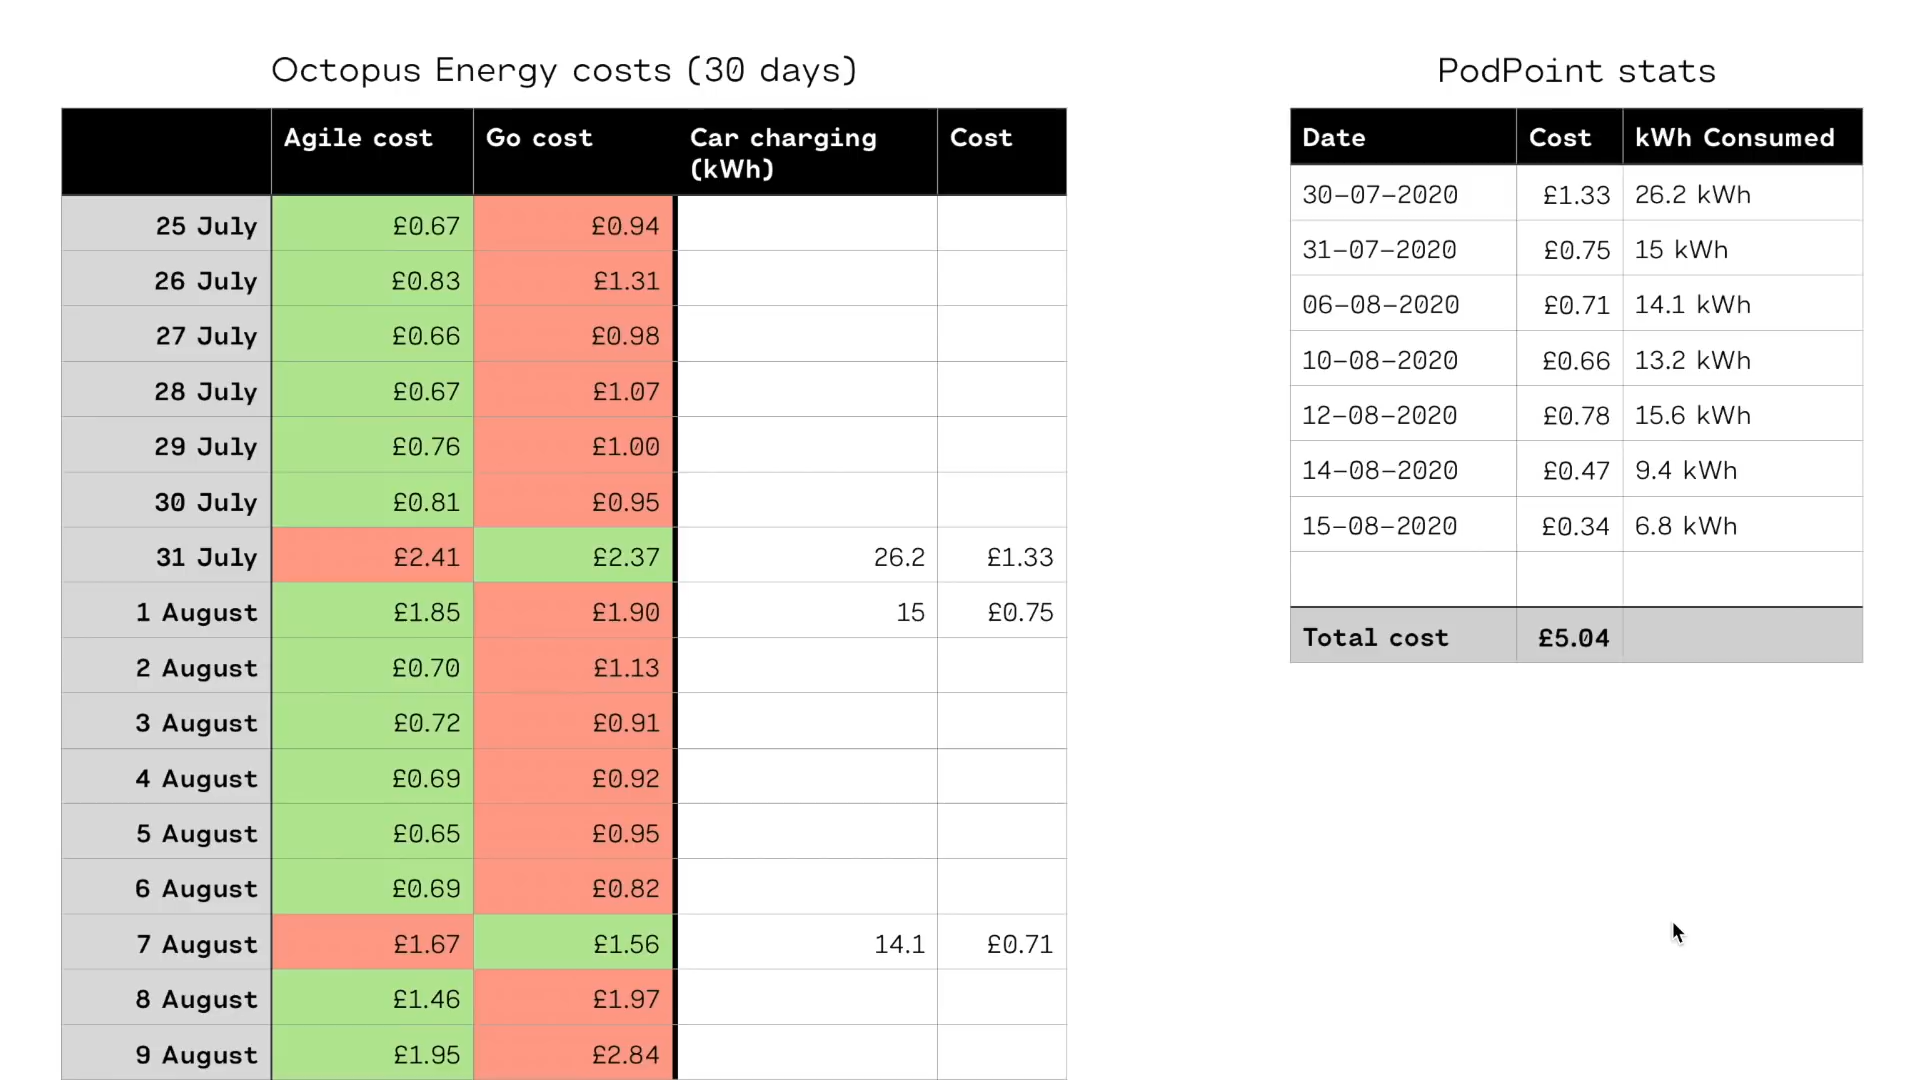 Octopus Energy costs (30 days)
Agile cost Go cost Car charging (kWh) Cost
25 July £0.67 £0.94
26 July £0.83 £1.31
27 July £0.66 £0.98
28 July £0.67 £1.07
29 July £0.76 £1.00
30 July £0.81 £0.95
31 July £2.41 £2.37 26.2 £1.33
1 August £1.85 £1.90 15 £0.75
2 August £0.70 £1.13
3 August £0.72 £0.91
4 August £0.69 £0.92
5 August £0.65 £0.95
6 August £0.69 £0.82
7 August £1.67 £1.56 14.1 £0.71
8 August £1.46 £1.97
9 August £1.95 £2.84
PodPoint stats
Date Cost kWh Consumed
30-07-2020 £1.33 26.2 kWh
31-07-2020 £0.75 15 kWh
06-08-2020 £0.71 14.1 kWh
10-08-2020 £0.66 13.2 kWh
12-08-2020 £0.78 15.6 kWh
14-08-2020 £0.47 9.4 kWh
15-08-2020 £0.34 6.8 kWh
Total cost £5.04